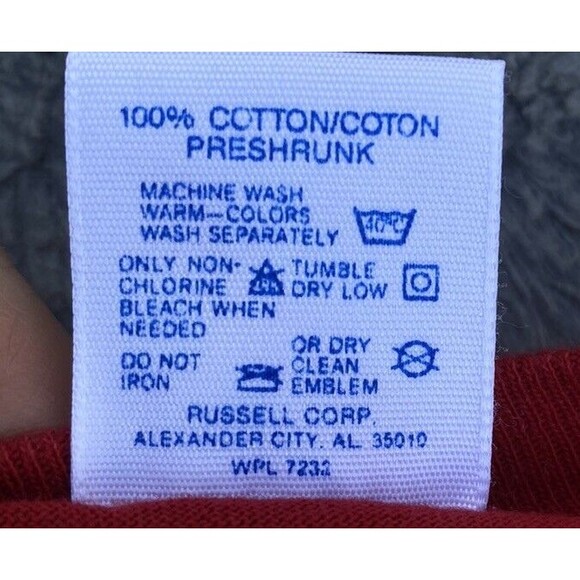 100% COTTON/COTON
PRESHRUNK
MACHINE WASH
WARM—COLORS
WASH SEPARATELY
40°C
ONLY NON-
CHLORINE
BLEACH WHEN
NEEDED
TUMBLE
DRY LOW
DO NOT
IRON
OR DRY
CLEAN
EMBLEM
RUSSELL CORP.
ALEXANDER CITY, AL 35010
WPL 7232